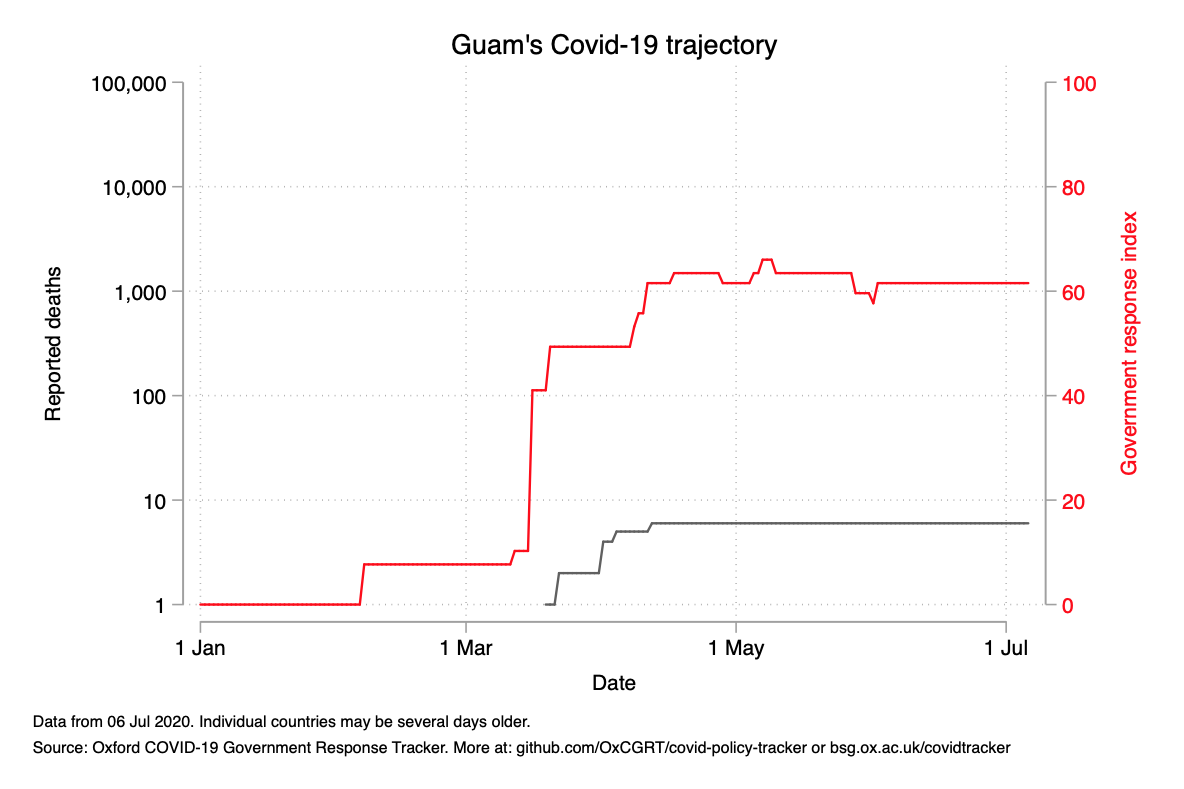 Guam's Covid-19 trajectory
100,000
10,000
1,000
100
10
1
Reported deaths
100
80
60
40
20
0
Government response index
1 Jan
1 Mar
1 May
1 Jul
Date
Data from 06 Jul 2020. Individual countries may be several days older.
Source: Oxford COVID-19 Government Response Tracker. More at: github.com/OxCGRT/covid-policy-tracker or bsg.ox.ac.uk/covidtracker